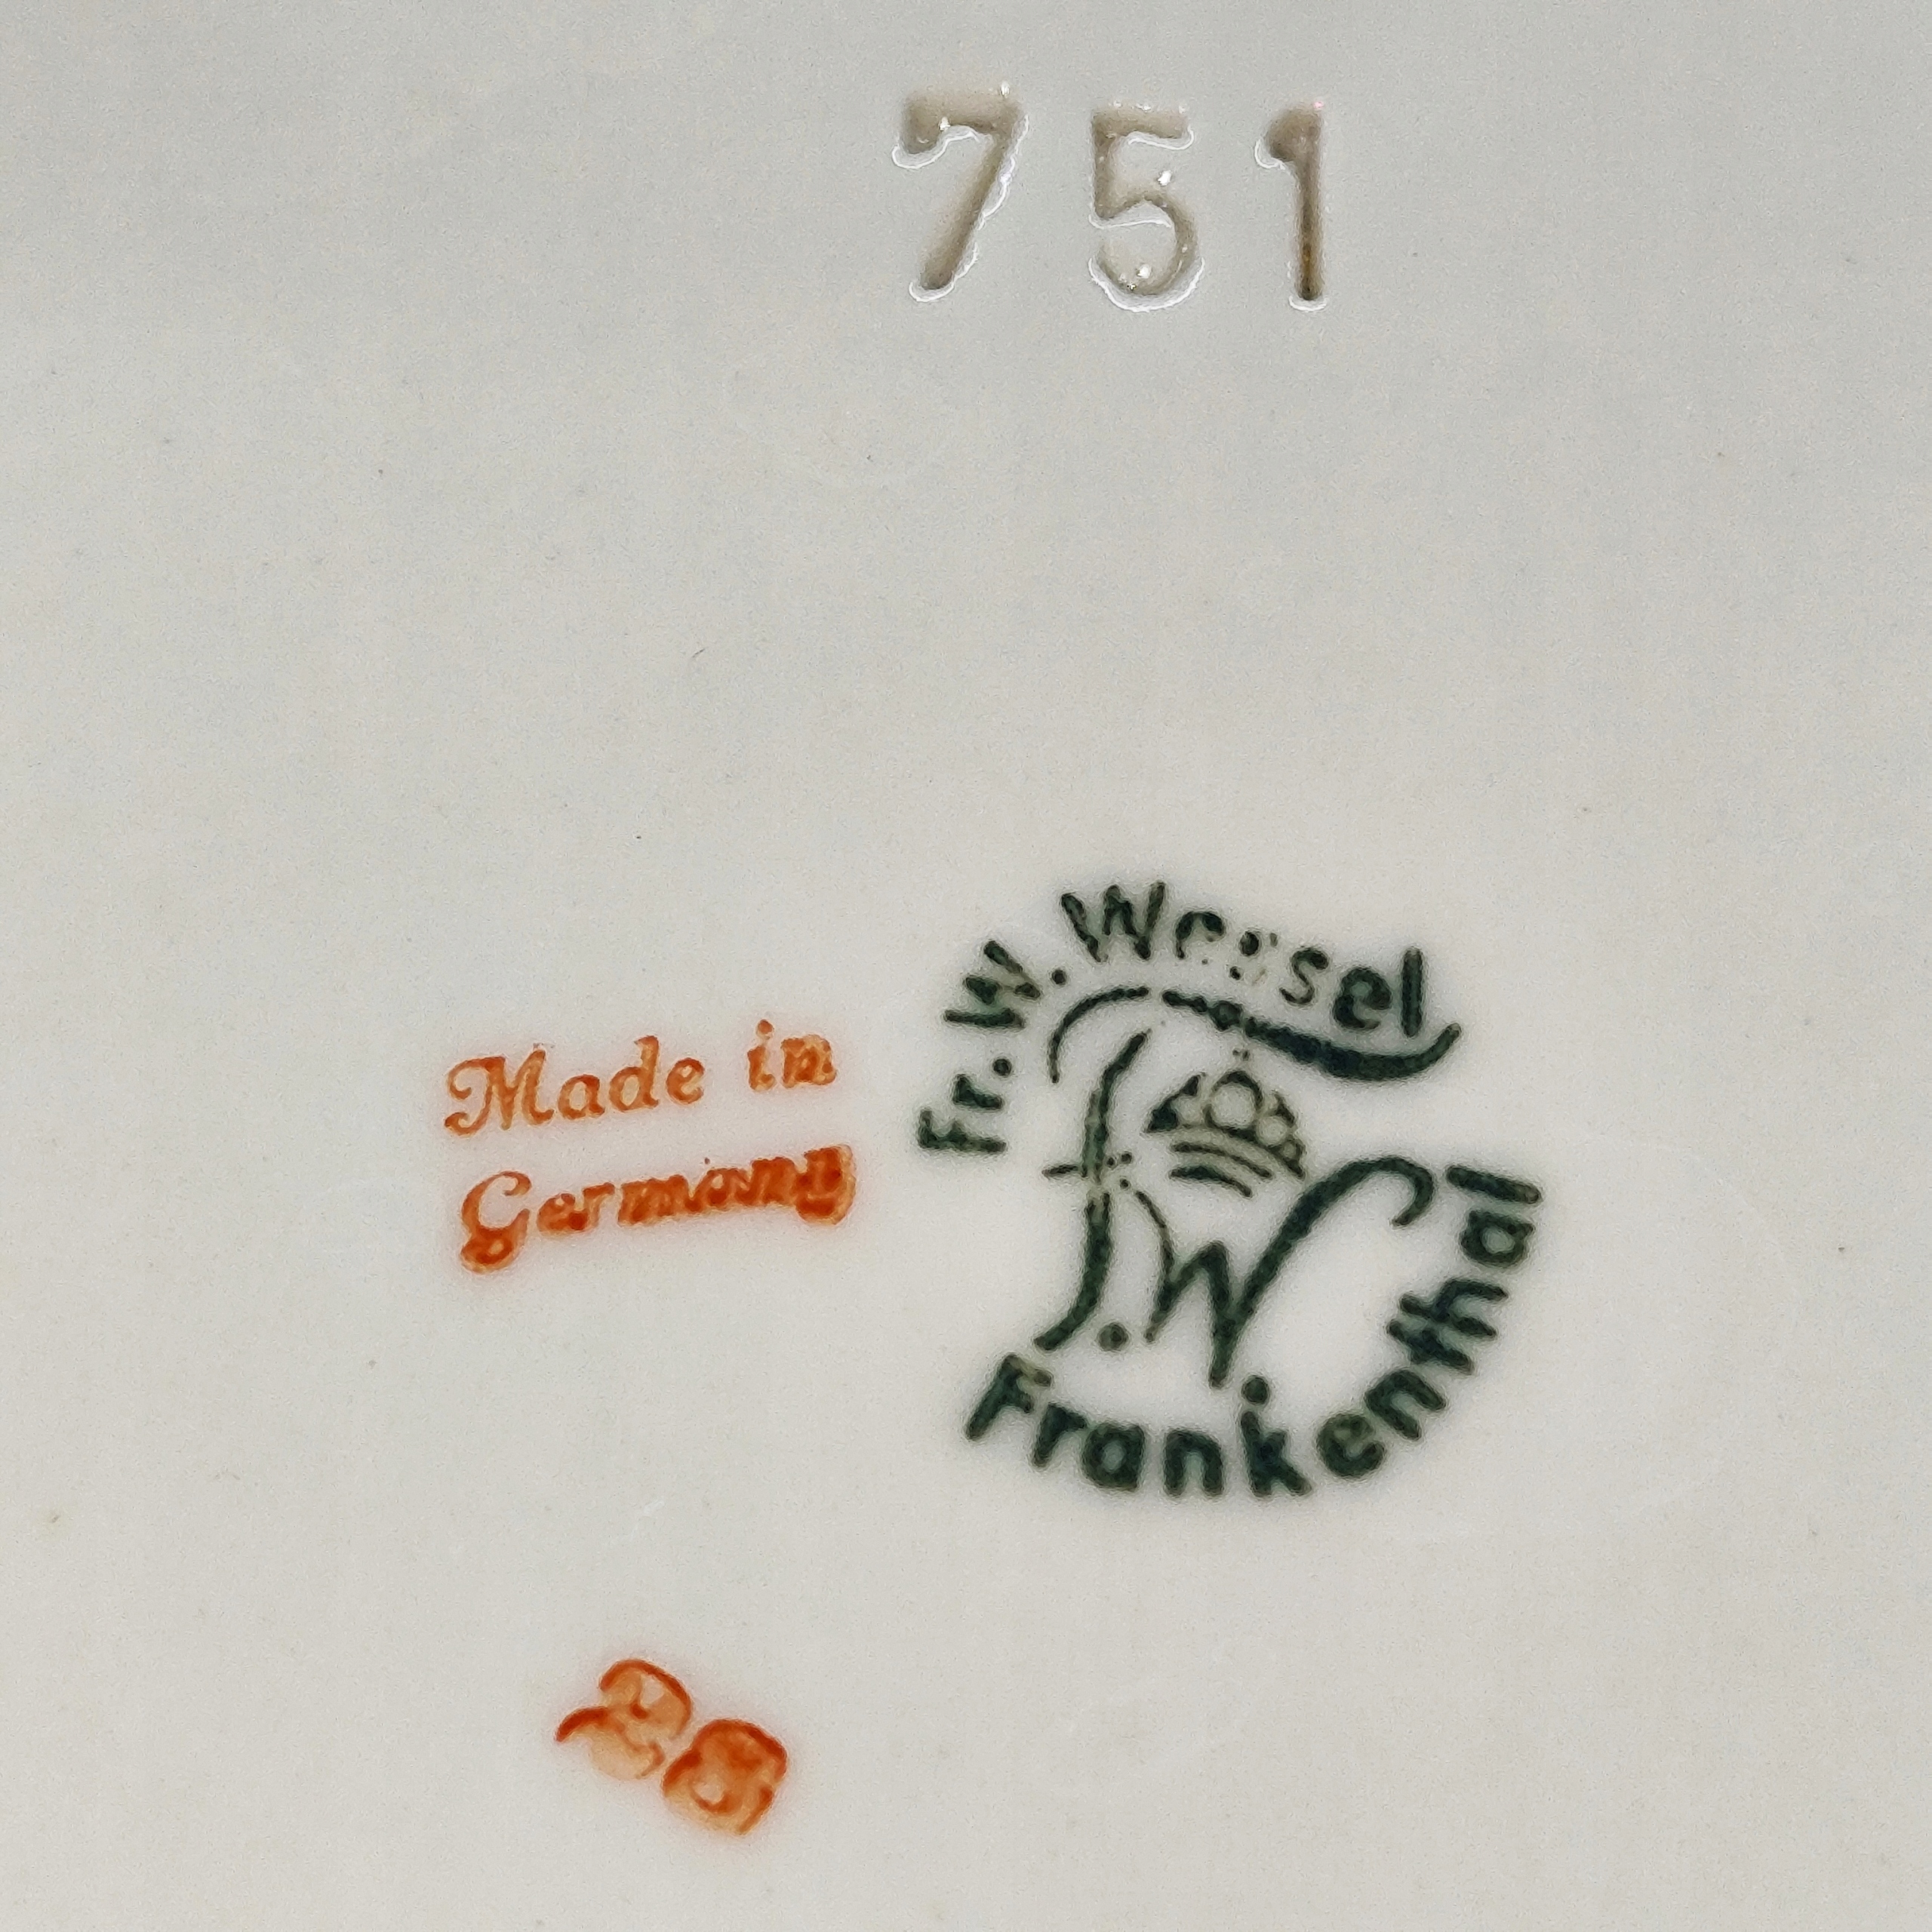 751
Fr. W. Wessel
F.W.
Frankenthal
Made in
Germany
28